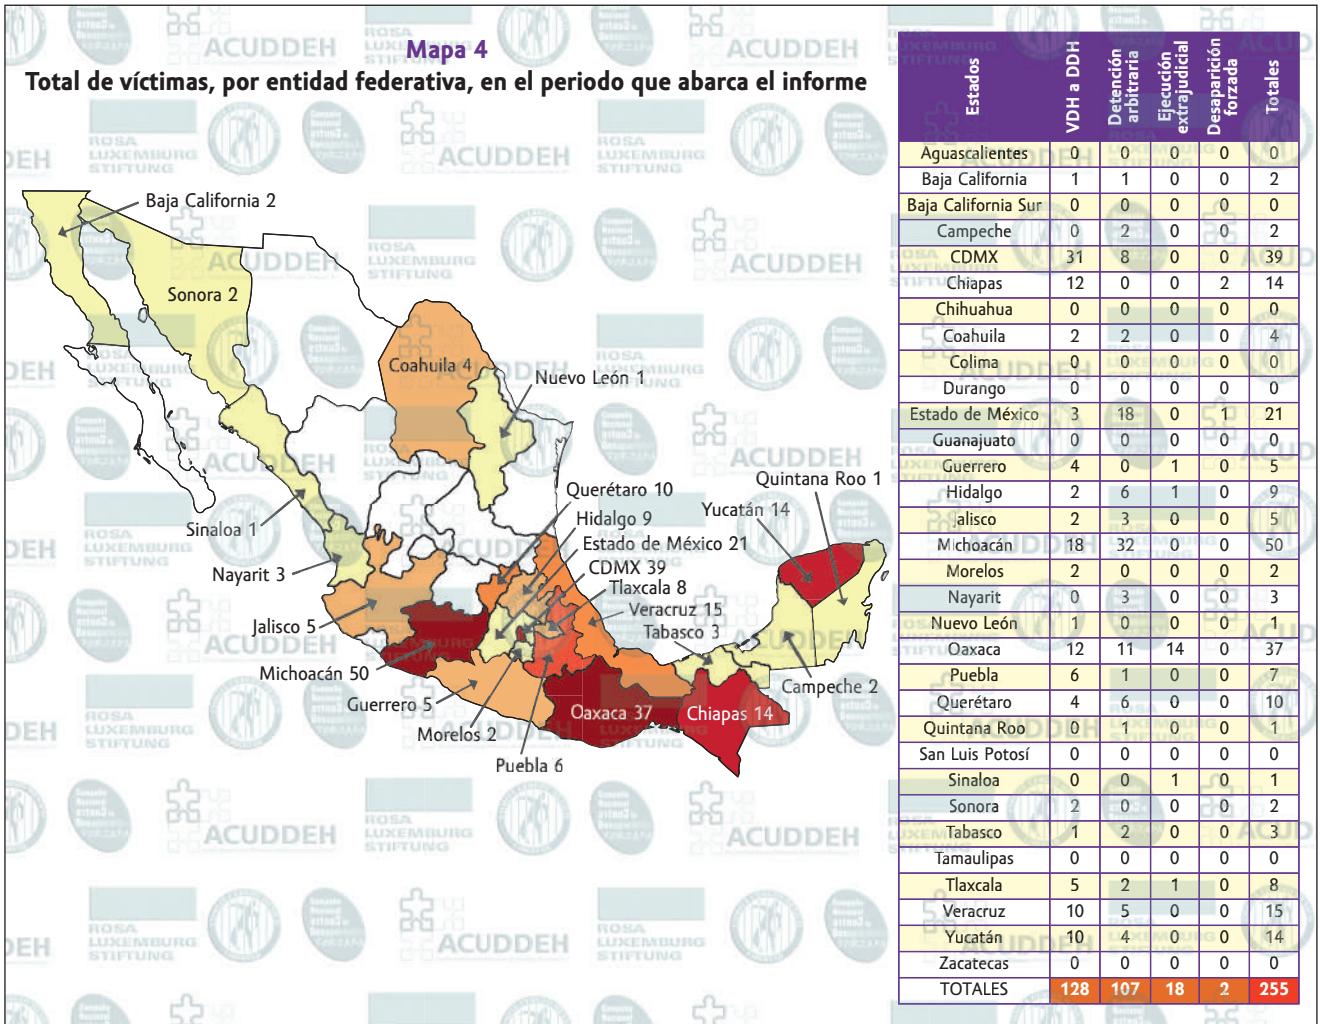 Mapa 4
Total de víctimas, por entidad federativa, en el periodo que abarca el informe
Baja California 2
Sonora 2
Coahuila 4
Nuevo León 1
Sinaloa 1
Nayarit 3
Jalisco 5
Michoacán 50
Guerrero 5
Morelos 2
Puebla 6
Querétaro 10
Hidalgo 9
Estado de México 21
CDMX 39
Tlaxcala 8
Veracruz 15
Tabasco 3
Yucatán 14
Quintana Roo 1
Campeche 2
Oaxaca 37
Chiapas 14
Estados VDH a DDH Detención arbitraria Ejecución extrajudicial Desaparición forzada Totales
Aguascalientes 0 0 0 0 0
Baja California 1 1 0 0 2
Baja California Sur 0 0 0 0 0
Campeche 0 2 0 0 2
CDMX 31 8 0 0 39
Chiapas 12 0 0 2 14
Chihuahua 0 0 0 0 0
Coahuila 2 2 0 0 4
Colima 0 0 0 0 0
Durango 0 0 0 0 0
Estado de México 3 18 0 1 21
Guanajuato 0 0 0 0 0
Guerrero 4 0 1 0 5
Hidalgo 2 6 1 0 9
Jalisco 2 3 0 0 5
Michoacán 18 32 0 0 50
Morelos 2 0 0 0 2
Nayarit 0 3 0 0 3
Nuevo León 1 0 0 0 1
Oaxaca 12 11 14 0 37
Puebla 6 1 0 0 7
Querétaro 4 6 0 0 10
Quintana Roo 0 1 0 0 1
San Luis Potosí 0 0 0 0 0
Sinaloa 0 0 1 0 1
Sonora 2 0 0 0 2
Tabasco 1 2 0 0 3
Tamaulipas 0 0 0 0 0
Tlaxcala 5 2 1 0 8
Veracruz 10 5 0 0 15
Yucatán 10 4 0 0 14
Zacatecas 0 0 0 0 0
TOTALES 128 107 18 2 255
ACUDDEH
ROSA
LUXEMBURG
STIFTUNG